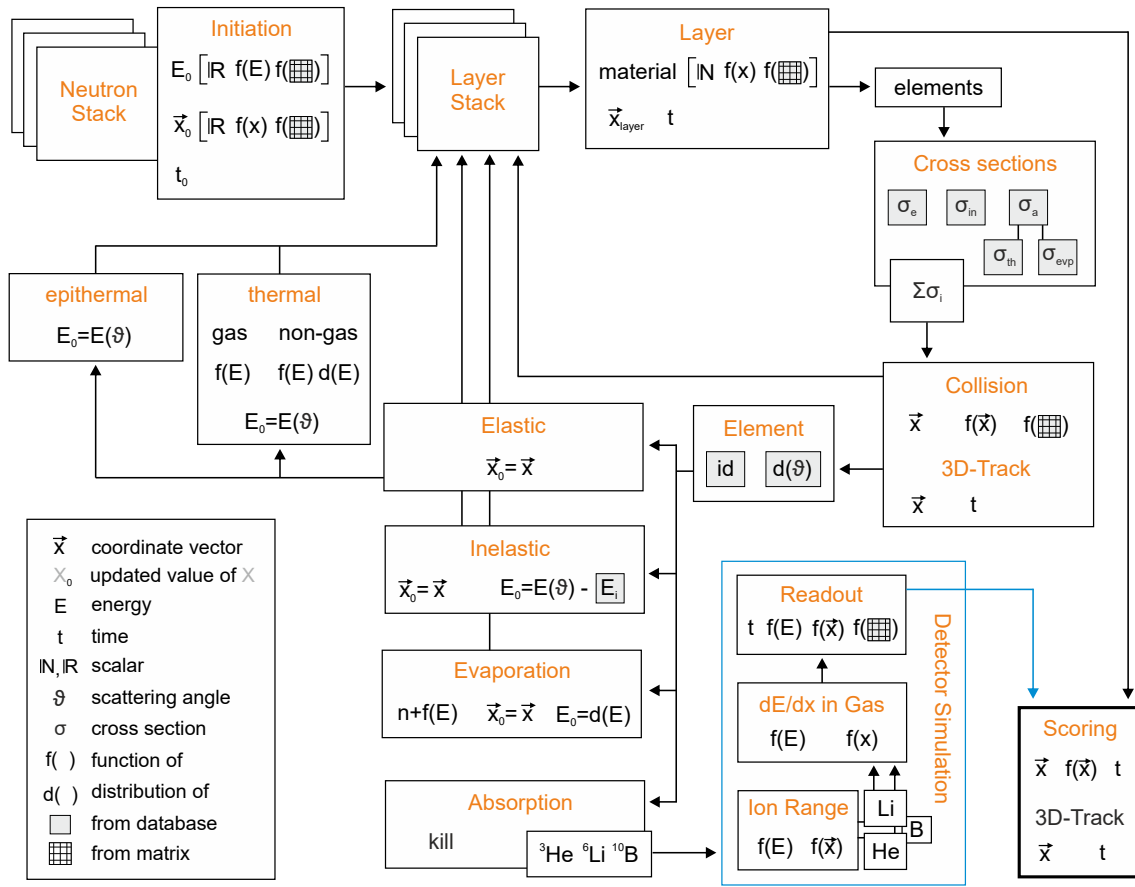 Neutron
Stack
Initiation
E₀ [ℝ f(E) f(▦)]
x⃗₀ [ℝ f(x) f(▦)]
t₀
Layer
Stack
Layer
material [ℕ f(x) f(▦)]
x⃗layer t
elements
Cross sections
σe σin σa
σth σevp
Σσi
epithermal
E₀=E(ϑ)
thermal
gas non-gas
f(E) f(E) d(E)
E₀=E(ϑ)
Collision
x⃗ f(x⃗) f(▦)
3D-Track
x⃗ t
Element
id d(ϑ)
Elastic
x⃗₀= x⃗
Inelastic
x⃗₀= x⃗ E₀=E(ϑ) - Ei
Evaporation
n+f(E) x⃗₀= x⃗ E₀=d(E)
Absorption
kill
³He ⁶Li ¹⁰B
Detector Simulation
Readout
t f(E) f(x⃗) f(▦)
dE/dx in Gas
f(E) f(x)
Ion Range
f(E) f(x⃗)
Li
B
He
Scoring
x⃗ f(x⃗) t
3D-Track
x⃗ t
x⃗ coordinate vector
X₀ updated value of X
E energy
t time
ℕ,ℝ scalar
ϑ scattering angle
σ cross section
f( ) function of
d( ) distribution of
from database
from matrix